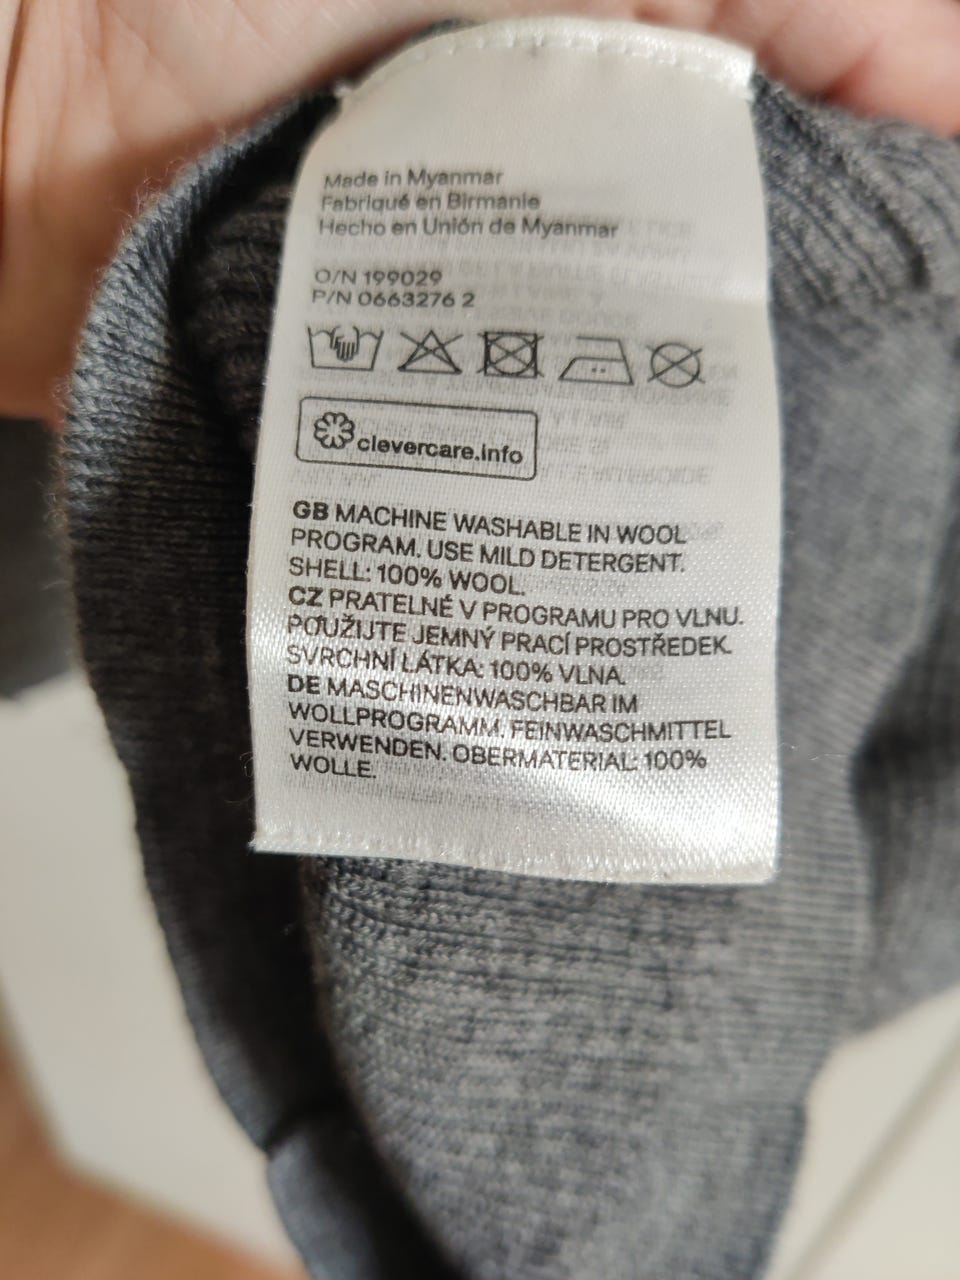 Made in Myanmar
Fabriqué en Birmanie
Hecho en Unión de Myanmar
O/N 199029
P/N 0663276 2
clevercare.info
GB MACHINE WASHABLE IN WOOL
PROGRAM. USE MILD DETERGENT.
SHELL: 100% WOOL.
CZ PRATELNÉ V PROGRAMU PRO VLNU.
POUŽIJTE JEMNÝ PRACÍ PROSTŘEDEK.
SVRCHNÍ LÁTKA: 100% VLNA.
DE MASCHINENWASCHBAR IM
WOLLPROGRAMM. FEINWASCHMITTEL
VERWENDEN. OBERMATERIAL: 100%
WOLLE.